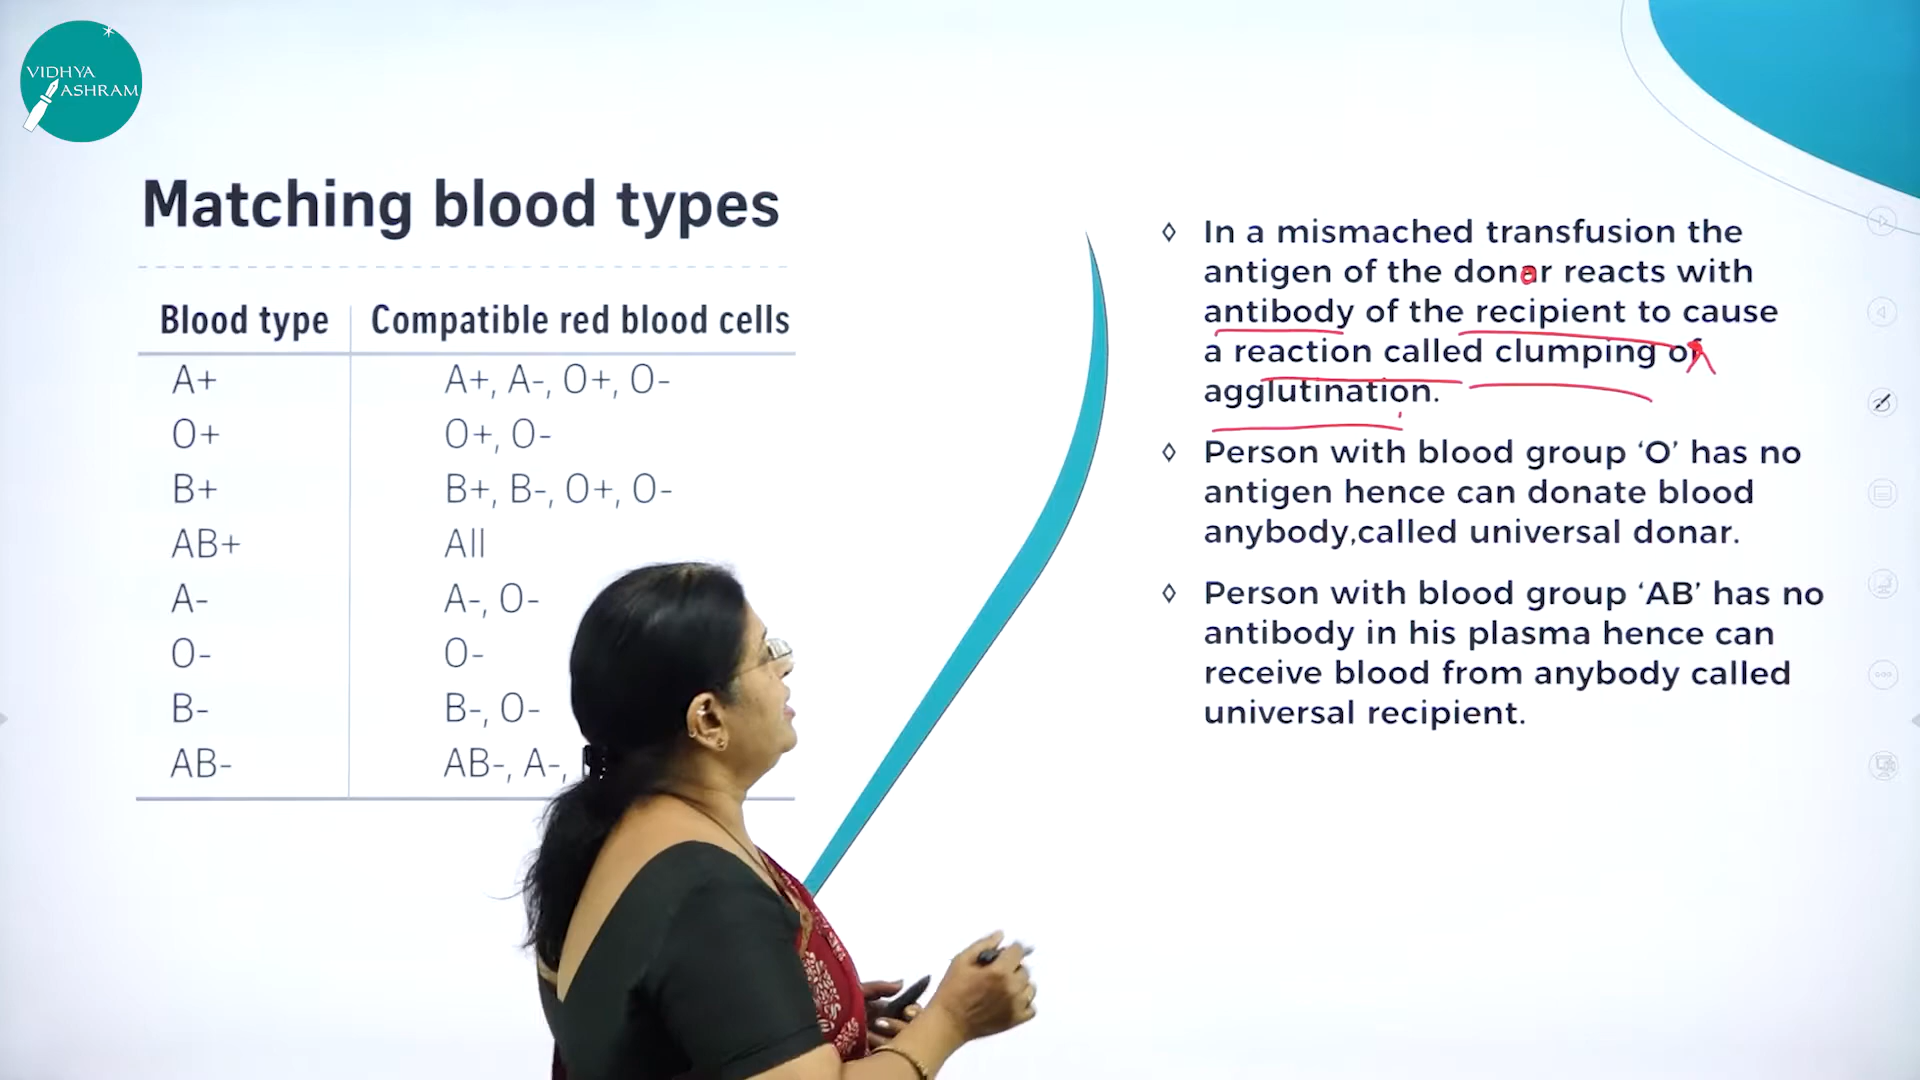 VIDHYA
ASHRAM
Matching blood types
Blood type Compatible red blood cells
A+ A+, A-, O+, O-
O+ O+, O-
B+ B+, B-, O+, O-
AB+ All
A- A-, O-
O- O-
B- B-, O-
AB- AB-, A-,
◊ In a mismached transfusion the
antigen of the donor reacts with
antibody of the recipient to cause
a reaction called clumping of
agglutination.
◊ Person with blood group ‘O’ has no
antigen hence can donate blood
anybody,called universal donar.
◊ Person with blood group ‘AB’ has no
antibody in his plasma hence can
receive blood from anybody called
universal recipient.